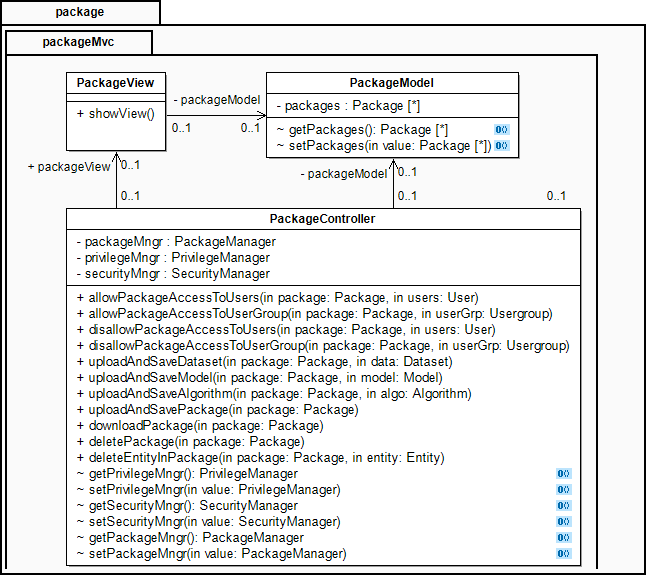 package
packageMvc
PackageView
+ showView()
- packageModel
0..1
0..1
PackageModel
- packages : Package [*]
~ getPackages(): Package [*]
~ setPackages(in value: Package [*])
+ packageView
0..1
0..1
- packageModel
0..1
0..1
0..1
PackageController
- packageMngr : PackageManager
- privilegeMngr : PrivilegeManager
- securityMngr : SecurityManager
+ allowPackageAccessToUsers(in package: Package, in users: User)
+ allowPackageAccessToUserGroup(in package: Package, in userGrp: Usergroup)
+ disallowPackageAccessToUsers(in package: Package, in users: User)
+ disallowPackageAccessToUserGroup(in package: Package, in userGrp: Usergroup)
+ uploadAndSaveDataset(in package: Package, in data: Dataset)
+ uploadAndSaveModel(in package: Package, in model: Model)
+ uploadAndSaveAlgorithm(in package: Package, in algo: Algorithm)
+ uploadAndSavePackage(in package: Package)
+ downloadPackage(in package: Package)
+ deletePackage(in package: Package)
+ deleteEntityInPackage(in package: Package, in entity: Entity)
~ getPrivilegeMngr(): PrivilegeManager
~ setPrivilegeMngr(in value: PrivilegeManager)
~ getSecurityMngr(): SecurityManager
~ setSecurityMngr(in value: SecurityManager)
~ getPackageMngr(): PackageManager
~ setPackageMngr(in value: PackageManager)